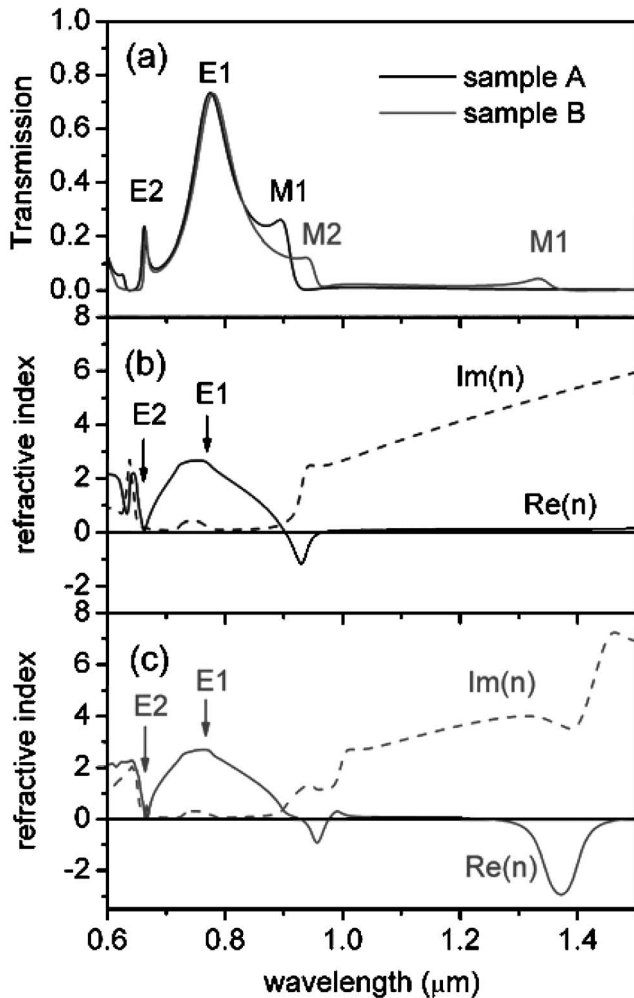 (a)
E1
sample A
sample B
E2
M1
M2
M1
Transmission
1.0
0.8
0.6
0.4
0.2
0.0
8
(b)
E2
E1
Im(n)
Re(n)
refractive index
6
4
2
0
-2
8
(c)
E2
E1
Im(n)
Re(n)
refractive index
6
4
2
0
-2
0.6 0.8 1.0 1.2 1.4
wavelength (μm)